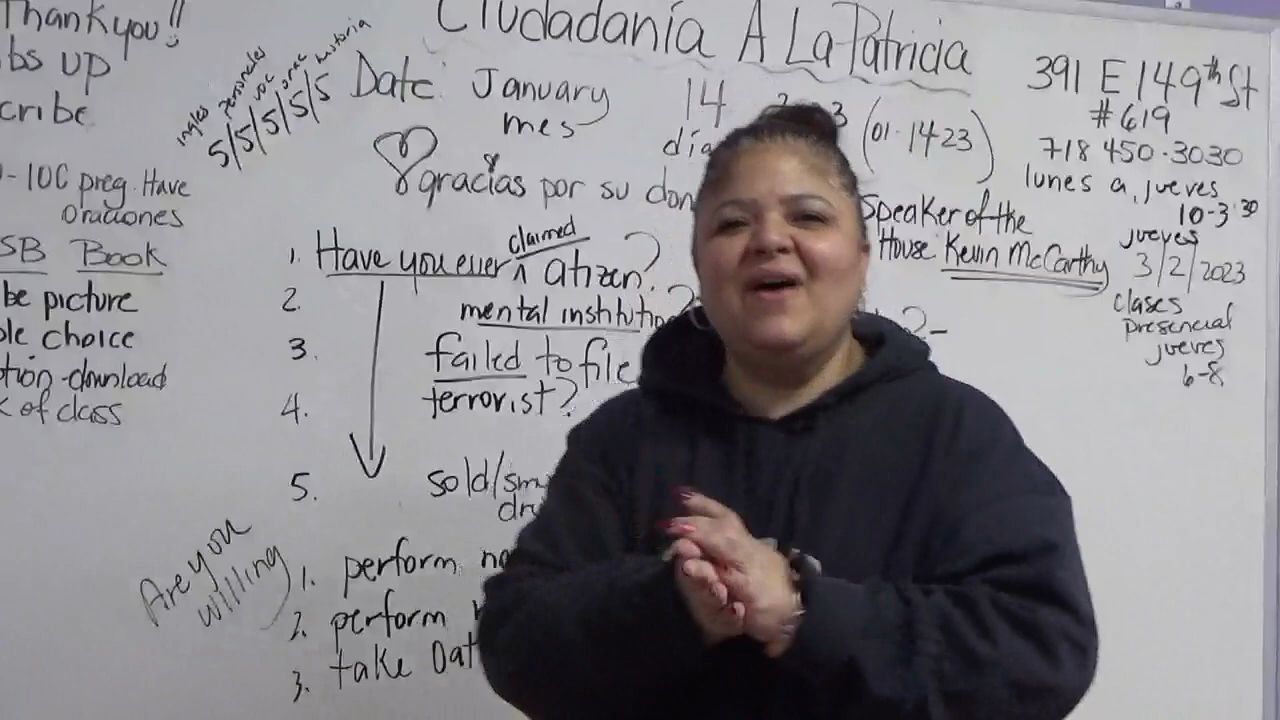 Ciudadanía A La Patricia
Thank you!!
bs up
cribe
ingles personales voc orac historia
5/5/5/5/5
Date: January 14 3 (01-14-23)
mes día
gracias por su don
-100 preg. Have
oraciones
SB Book
be picture
le choice
tion-download
of class
1. Have you ever claimed citizen?
2. mental institution?
3. failed to file
4. terrorist?
5. sold/sm
dr
Are you willing
1. perform no
2. perform
3. take Oat
391 E 149th St
#619
718 450-3030
lunes a jueves
10-3:30
Speaker of the
House Kevin McCarthy
jueves
3/2/2023
clases
presencial
jueves
6-8